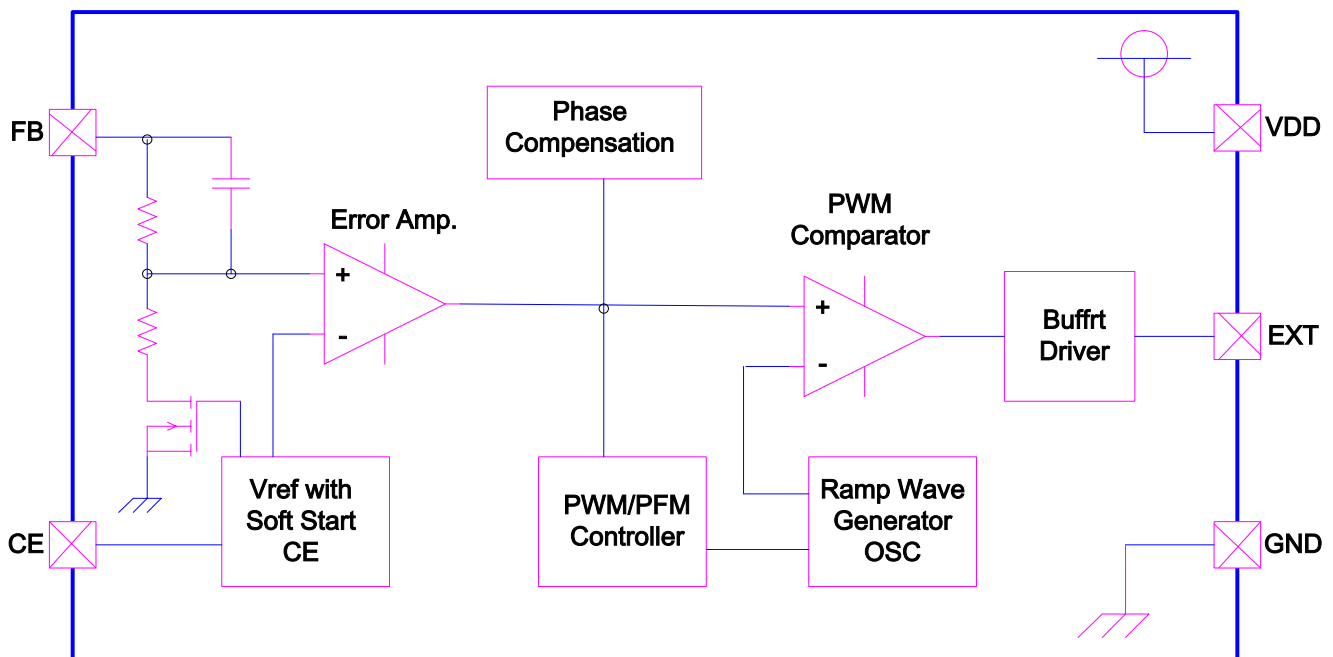 Phase
Compensation
FB
VDD
Error Amp.
PWM
Comparator
+
-
+
-
Buffrt
Driver
EXT
Vref with
Soft Start
CE
PWM/PFM
Controller
Ramp Wave
Generator
OSC
CE
GND